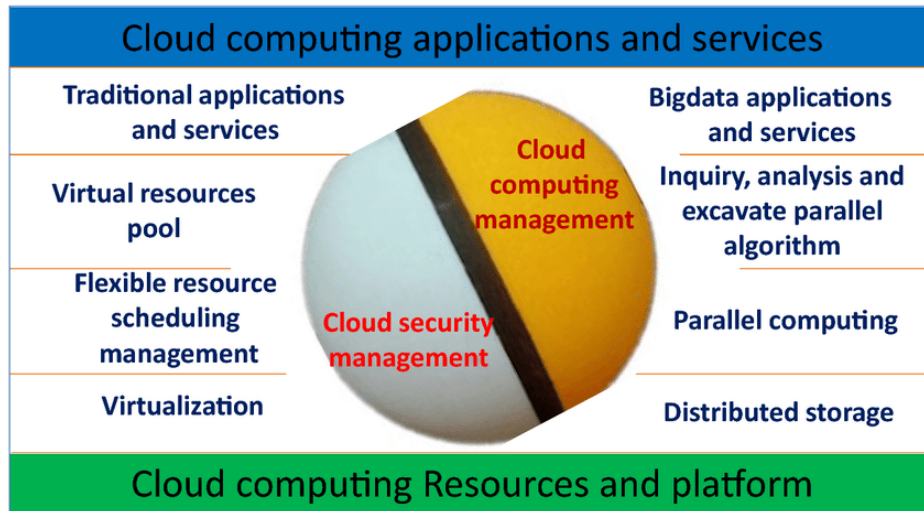 Cloud computing applications and services
Traditional applications
and services
Virtual resources
pool
Flexible resource
scheduling
management
Virtualization
Cloud
computing
management
Cloud security
management
Bigdata applications
and services
Inquiry, analysis and
excavate parallel
algorithm
Parallel computing
Distributed storage
Cloud computing Resources and platform